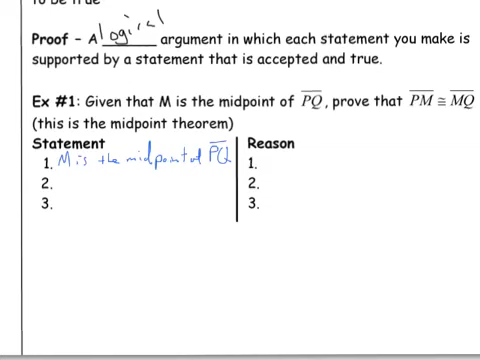 to be true
Proof - A logical argument in which each statement you make is
supported by a statement that is accepted and true.
Ex #1: Given that M is the midpoint of PQ, prove that PM ≅ MQ
(this is the midpoint theorem)
Statement Reason
1. M is the midpoint of PQ 1.
2. 2.
3. 3.